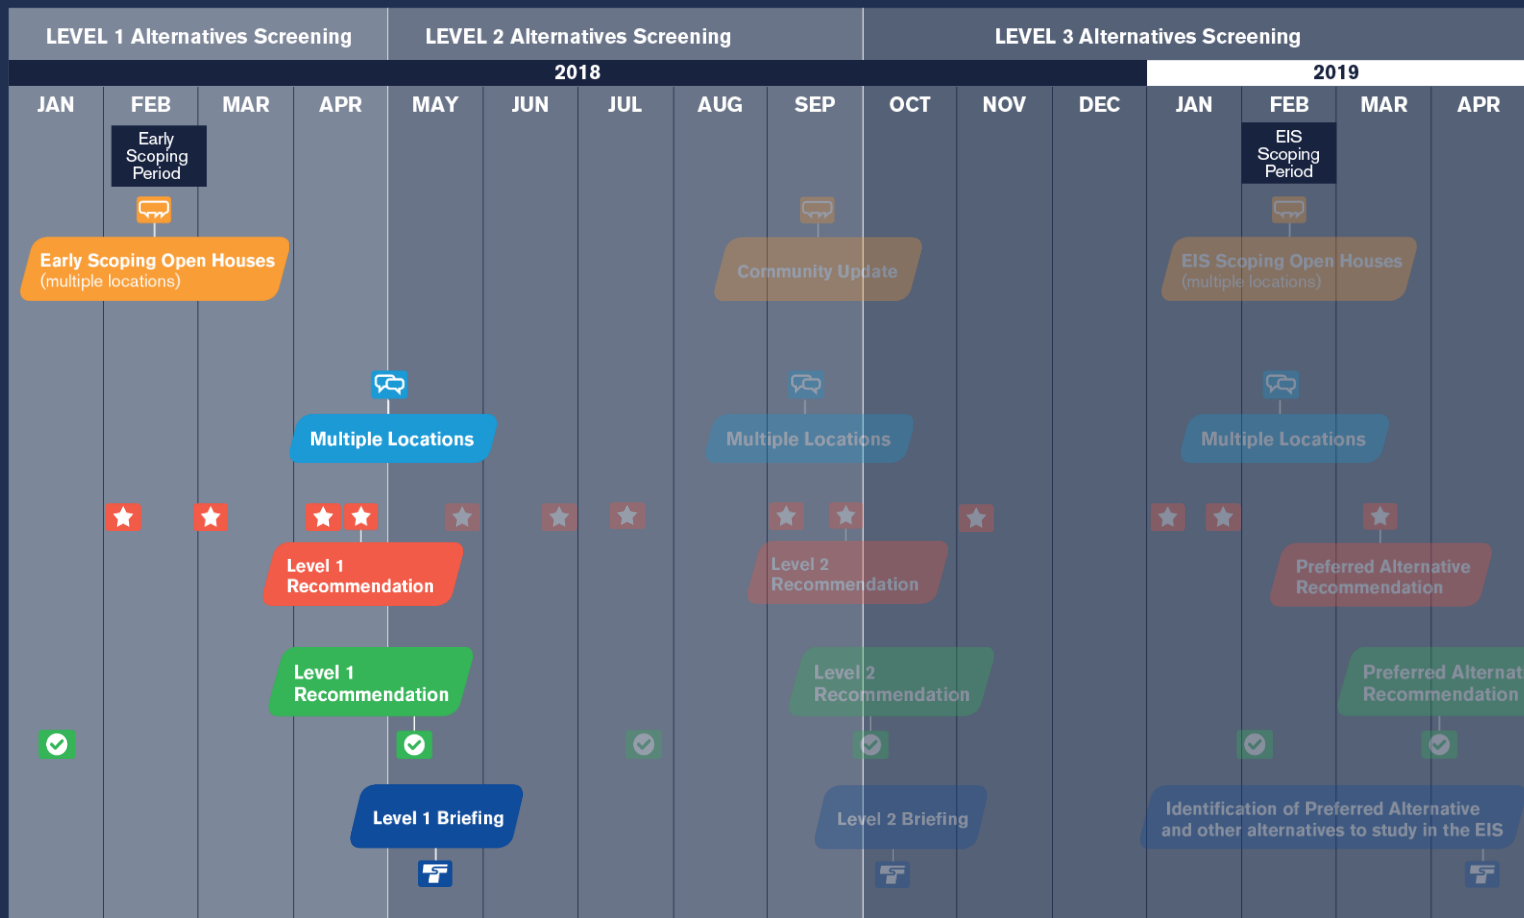 LEVEL 1 Alternatives Screening
LEVEL 2 Alternatives Screening
LEVEL 3 Alternatives Screening
2018
2019
JAN
FEB
MAR
APR
MAY
JUN
JUL
AUG
SEP
OCT
NOV
DEC
JAN
FEB
MAR
APR
Early
Scoping
Period
EIS
Scoping
Period
Early Scoping Open Houses
(multiple locations)
Community Update
EIS Scoping Open Houses
(multiple locations)
Multiple Locations
Multiple Locations
Multiple Locations
Level 1
Recommendation
Level 2
Recommendation
Preferred Alternative
Recommendation
Level 1
Recommendation
Level 2
Recommendation
Preferred Alternat
Recommendation
Level 1 Briefing
Level 2 Briefing
Identification of Preferred Alternative
and other alternatives to study in the EIS